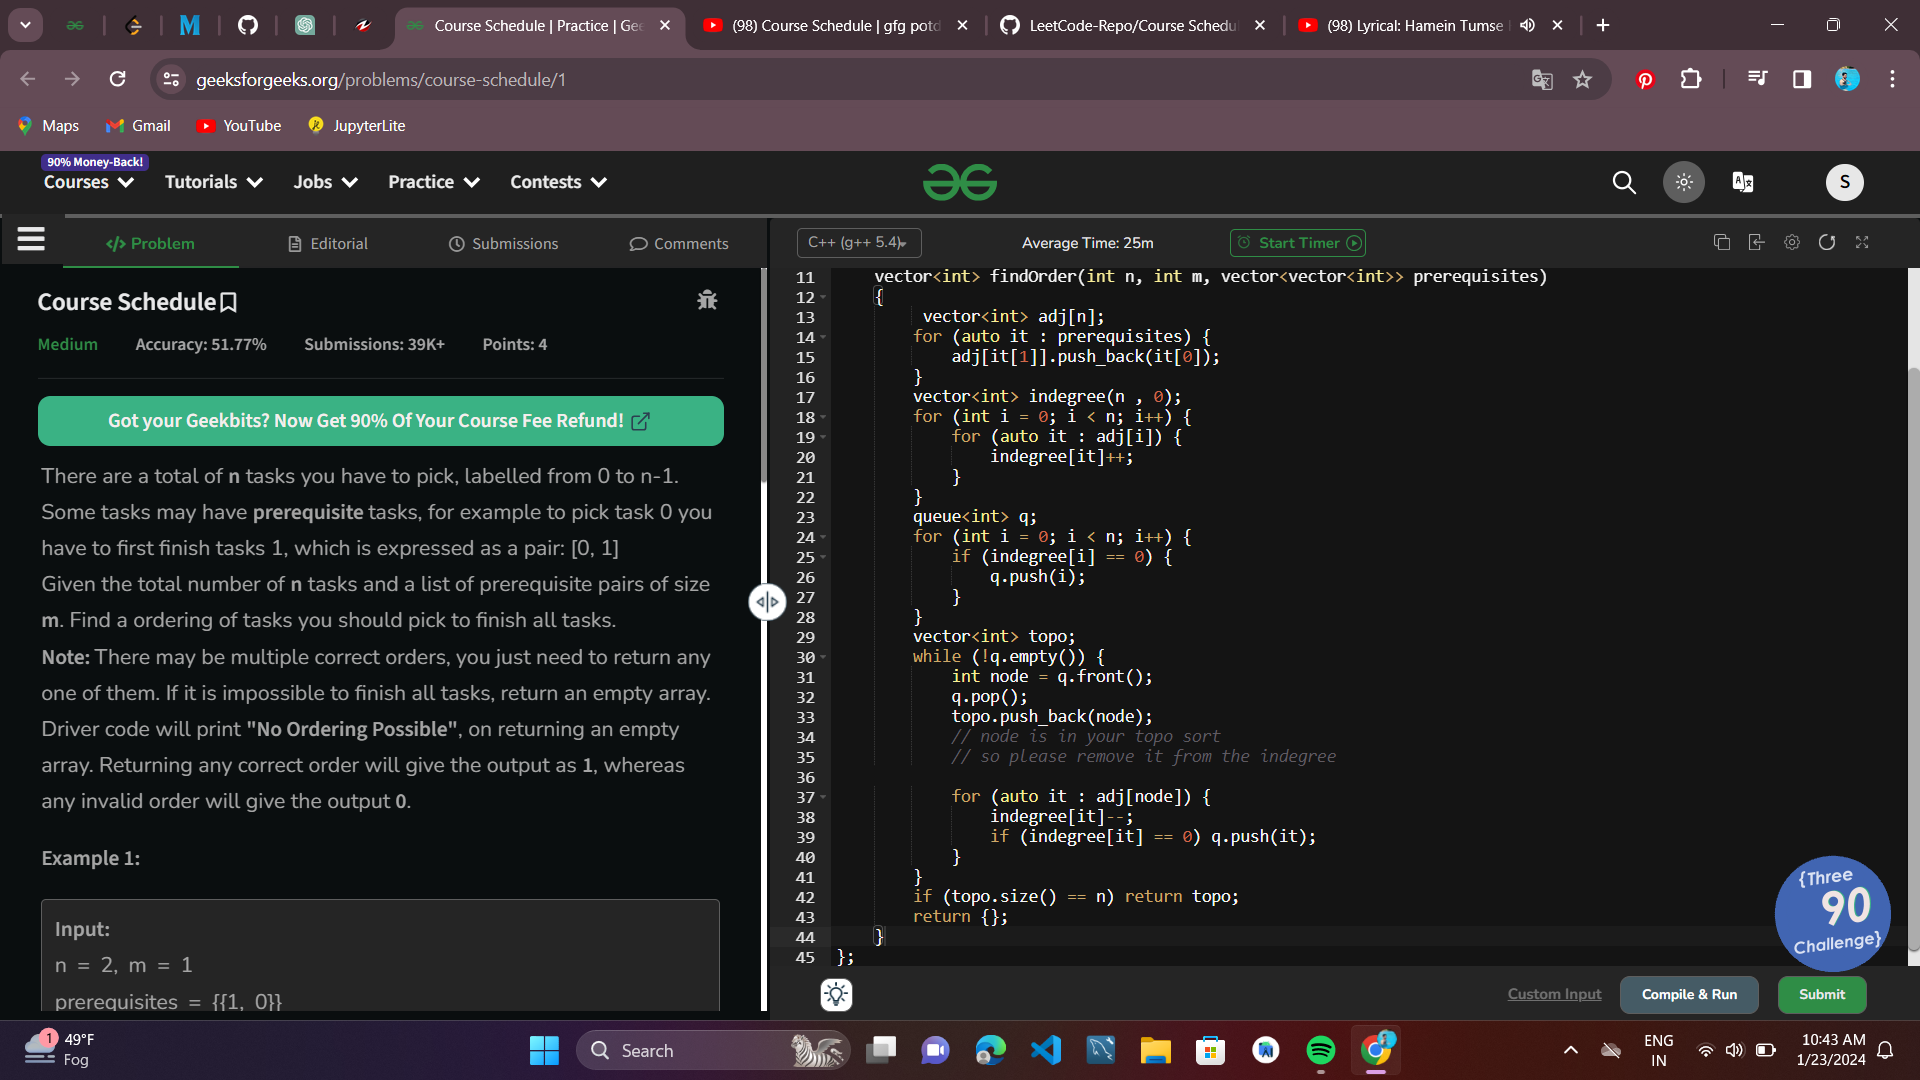 Course Schedule | Practice | Gee
(98) Course Schedule | gfg potd
LeetCode-Repo/Course Schedu
(98) Lyrical: Hamein Tumse
geeksforgeeks.org/problems/course-schedule/1
Maps
Gmail
YouTube
JupyterLite
90% Money-Back!
Courses
Tutorials
Jobs
Practice
Contests
S
Problem
Editorial
Submissions
Comments
C++ (g++ 5.4)
Average Time: 25m
Start Timer
Course Schedule
Medium
Accuracy: 51.77%
Submissions: 39K+
Points: 4
Got your Geekbits? Now Get 90% Of Your Course Fee Refund!
There are a total of n tasks you have to pick, labelled from 0 to n-1.
Some tasks may have prerequisite tasks, for example to pick task 0 you
have to first finish tasks 1, which is expressed as a pair: [0, 1]
Given the total number of n tasks and a list of prerequisite pairs of size
m. Find a ordering of tasks you should pick to finish all tasks.
Note: There may be multiple correct orders, you just need to return any
one of them. If it is impossible to finish all tasks, return an empty array.
Driver code will print "No Ordering Possible", on returning an empty
array. Returning any correct order will give the output as 1, whereas
any invalid order will give the output 0.
Example 1:
Input:
n = 2, m = 1
prerequisites = {{1, 0}}
11 vector<int> findOrder(int n, int m, vector<vector<int>> prerequisites)
12 {
13 vector<int> adj[n];
14 for (auto it : prerequisites) {
15 adj[it[1]].push_back(it[0]);
16 }
17 vector<int> indegree(n , 0);
18 for (int i = 0; i < n; i++) {
19 for (auto it : adj[i]) {
20 indegree[it]++;
21 }
22 }
23 queue<int> q;
24 for (int i = 0; i < n; i++) {
25 if (indegree[i] == 0) {
26 q.push(i);
27 }
28 }
29 vector<int> topo;
30 while (!q.empty()) {
31 int node = q.front();
32 q.pop();
33 topo.push_back(node);
34 // node is in your topo sort
35 // so please remove it from the indegree
36
37 for (auto it : adj[node]) {
38 indegree[it]--;
39 if (indegree[it] == 0) q.push(it);
40 }
41 }
42 if (topo.size() == n) return topo;
43 return {};
44 }
45 };
{Three
90
Challenge}
Custom Input
Compile & Run
Submit
1
49°F
Fog
Search
ENG
IN
10:43 AM
1/23/2024